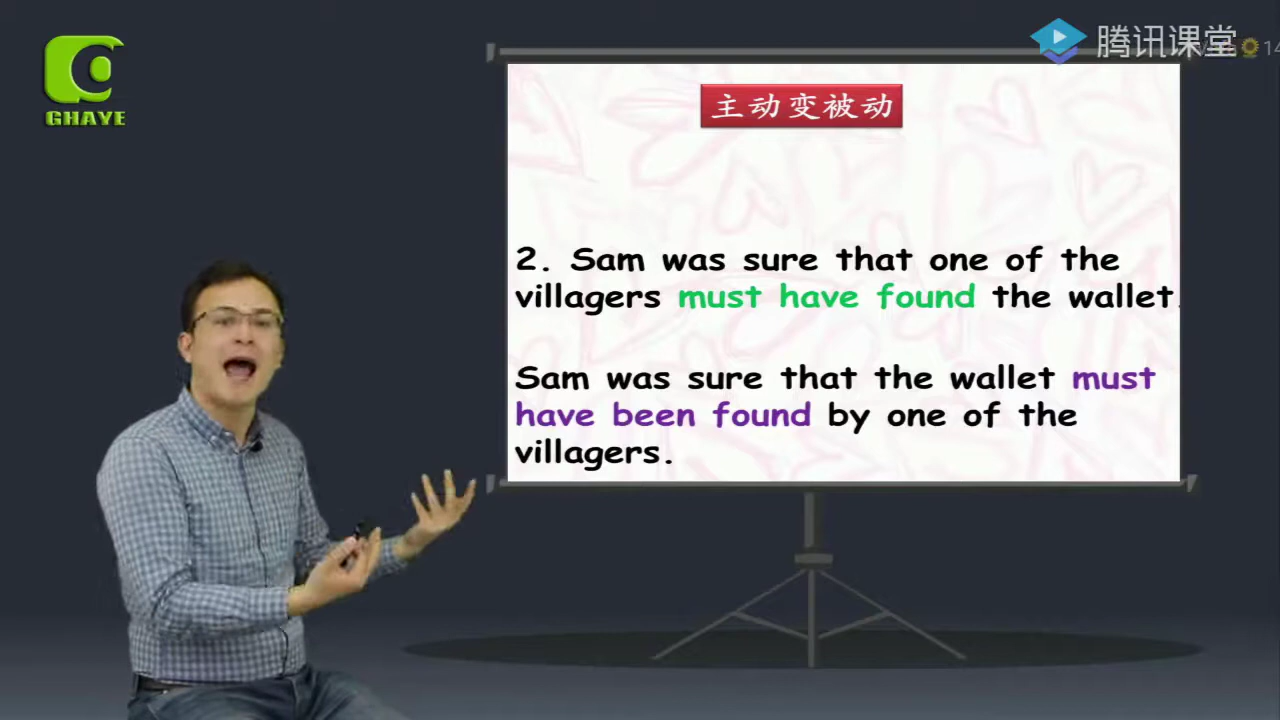 GHAYE
腾讯课堂
14
主动变被动
2. Sam was sure that one of the
villagers must have found the wallet.
Sam was sure that the wallet must
have been found by one of the
villagers.